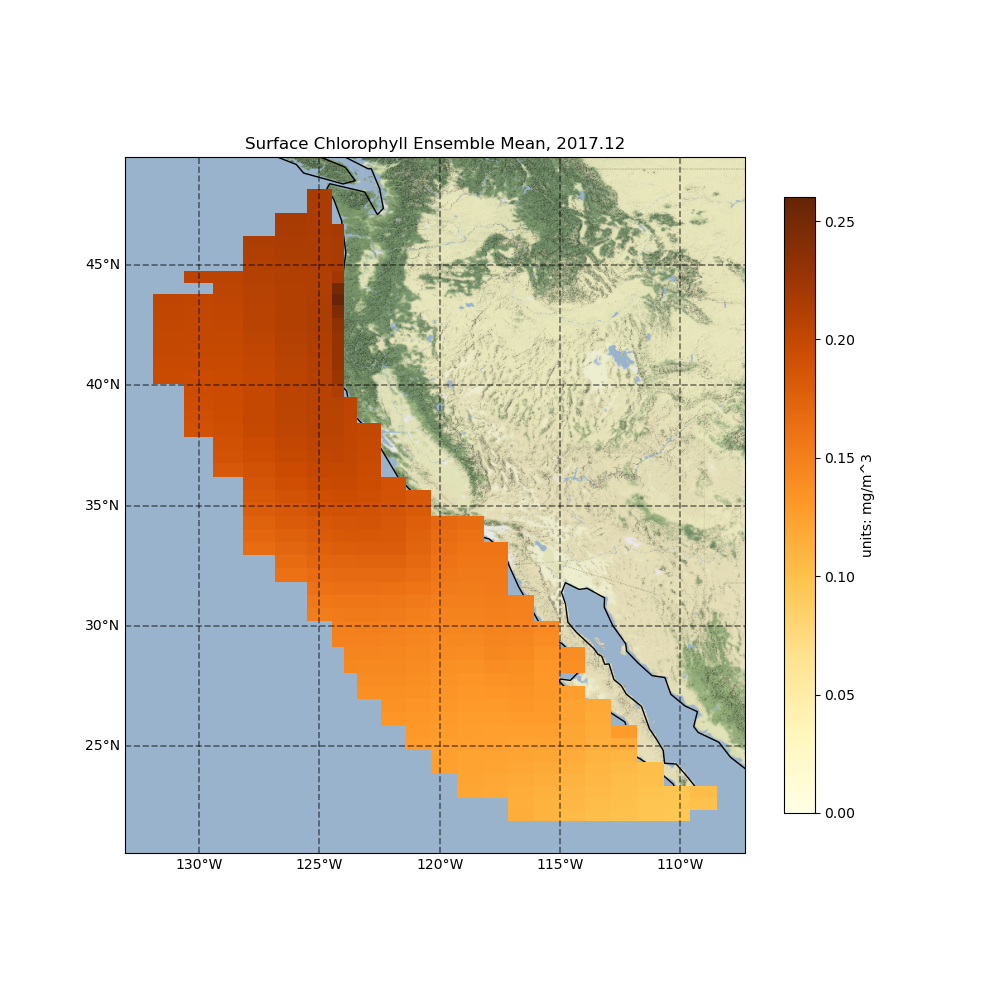 Surface Chlorophyll Ensemble Mean, 2017.12
45°N
40°N
35°N
30°N
25°N
130°W
125°W
120°W
115°W
110°W
0.25
0.20
0.15
0.10
0.05
0.00
units: mg/m^3